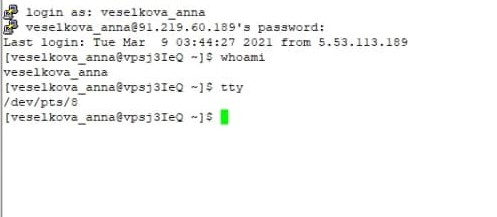 login as: veselkova_anna
veselkova_anna@91.219.60.189's password:
Last login: Tue Mar  9 03:44:27 2021 from 5.53.113.189
[veselkova_anna@vpsj3IeQ ~]$ whoami
veselkova_anna
[veselkova_anna@vpsj3IeQ ~]$ tty
/dev/pts/8
[veselkova_anna@vpsj3IeQ ~]$